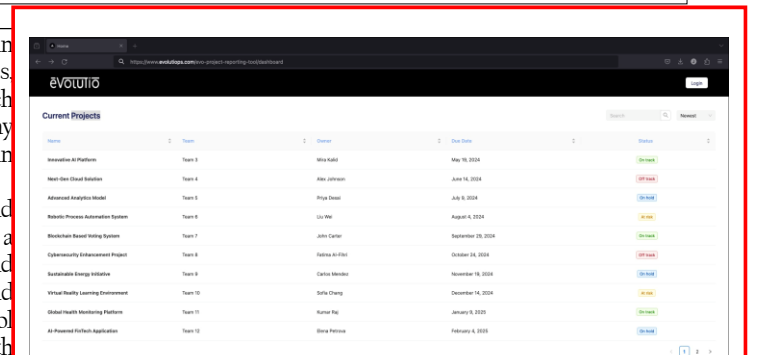 Home
https://www.evolutiops.com/evo-project-reporting-tool/dashboard
evolutio
Login
Current Projects
Search
Newest
Name Team Owner Due Date Status
Innovative AI Platform Team 3 Mira Kalid May 19, 2024 On track
Next-Gen Cloud Solution Team 4 Alex Johnson June 14, 2024 Off track
Advanced Analytics Model Team 5 Priya Desai July 9, 2024 On hold
Robotic Process Automation System Team 6 Liu Wei August 4, 2024 At risk
Blockchain Based Voting System Team 7 John Carter September 29, 2024 On track
Cybersecurity Enhancement Project Team 8 Fatima Al-Fihri October 24, 2024 Off track
Sustainable Energy Initiative Team 9 Carlos Mendez November 18, 2024 On hold
Virtual Reality Learning Environment Team 10 Sofia Chang December 14, 2024 At risk
Global Health Monitoring Platform Team 11 Kumar Raj January 9, 2025 On track
AI-Powered FinTech Application Team 12 Elena Petrova February 4, 2025 On hold
1 2